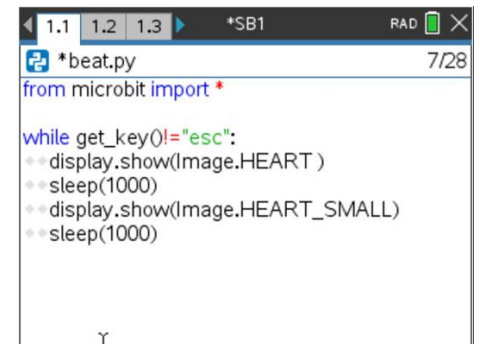 1.1 1.2 1.3 *SB1 RAD
*beat.py 7/28
from microbit import *
while get_key()!="esc":
display.show(Image.HEART )
sleep(1000)
display.show(Image.HEART_SMALL)
sleep(1000)